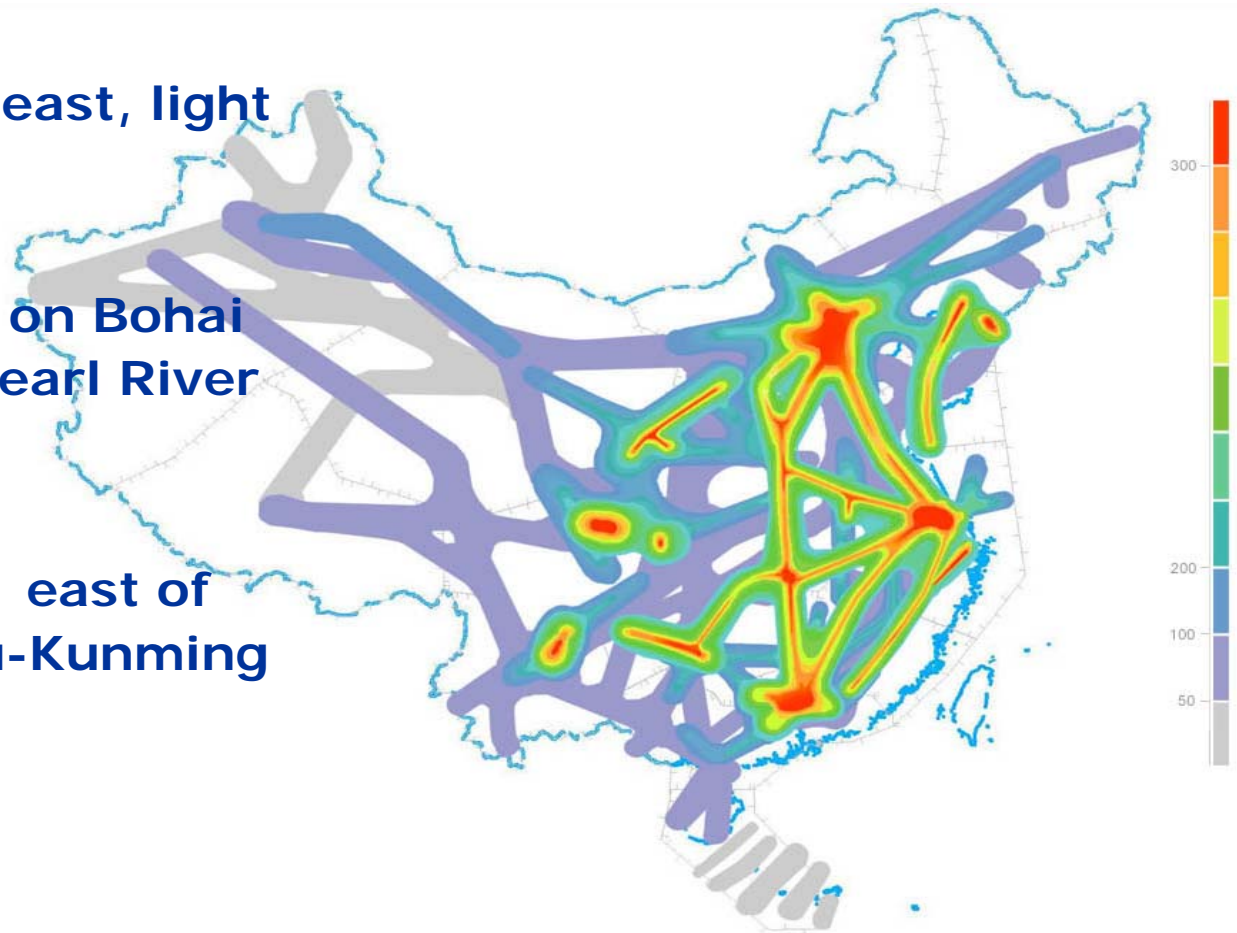 east, light
on Bohai
earl River
east of
-Kunming
300
200
100
50